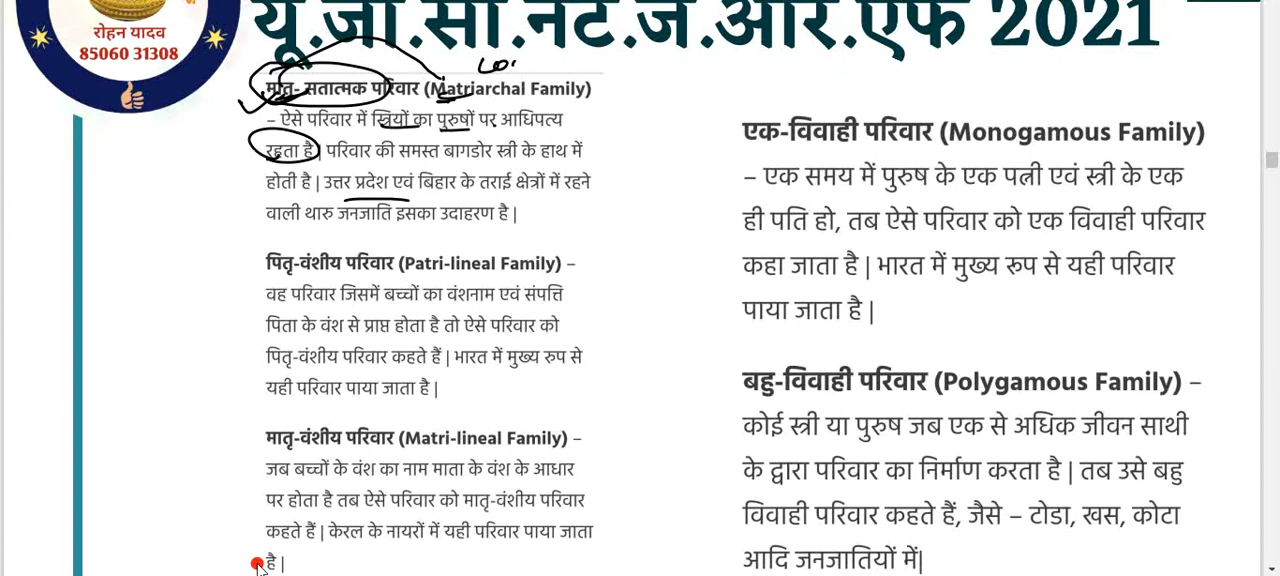 रोहन यादव
85060 31308
यू.जी.सी.नेट.जे.आर.एफ 2021
मातृ- सतात्मक परिवार (Matriarchal Family)
– ऐसे परिवार में स्त्रियों का पुरुषों पर आधिपत्य
रहता है | परिवार की समस्त बागडोर स्त्री के हाथ में
होती है | उत्तर प्रदेश एवं बिहार के तराई क्षेत्रों में रहने
वाली थारु जनजाति इसका उदाहरण है |
पितृ-वंशीय परिवार (Patri-lineal Family) –
वह परिवार जिसमें बच्चों का वंशनाम एवं संपत्ति
पिता के वंश से प्राप्त होता है तो ऐसे परिवार को
पितृ-वंशीय परिवार कहते हैं | भारत में मुख्य रुप से
यही परिवार पाया जाता है |
मातृ-वंशीय परिवार (Matri-lineal Family) –
जब बच्चों के वंश का नाम माता के वंश के आधार
पर होता है तब ऐसे परिवार को मातृ-वंशीय परिवार
कहते हैं | केरल के नायरों में यही परिवार पाया जाता
है |
एक-विवाही परिवार (Monogamous Family)
– एक समय में पुरुष के एक पत्नी एवं स्त्री के एक
ही पति हो, तब ऐसे परिवार को एक विवाही परिवार
कहा जाता है | भारत में मुख्य रूप से यही परिवार
पाया जाता है |
बहु-विवाही परिवार (Polygamous Family) –
कोई स्त्री या पुरुष जब एक से अधिक जीवन साथी
के द्वारा परिवार का निर्माण करता है | तब उसे बहु
विवाही परिवार कहते हैं, जैसे – टोडा, खस, कोटा
आदि जनजातियों में|